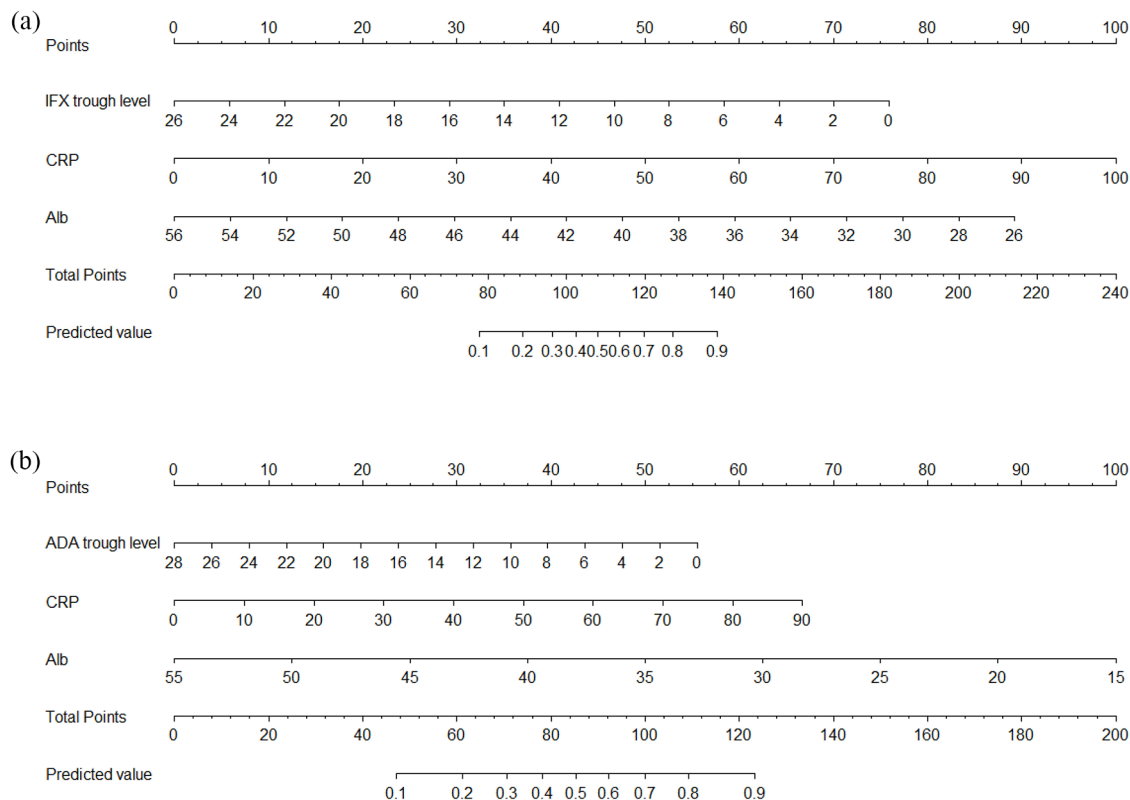 (a)
0 10 20 30 40 50 60 70 80 90 100
Points
IFX trough level
26 24 22 20 18 16 14 12 10 8 6 4 2 0
CRP
0 10 20 30 40 50 60 70 80 90 100
Alb
56 54 52 50 48 46 44 42 40 38 36 34 32 30 28 26
Total Points
0 20 40 60 80 100 120 140 160 180 200 220 240
Predicted value
0.1 0.2 0.3 0.4 0.5 0.6 0.7 0.8 0.9
(b)
0 10 20 30 40 50 60 70 80 90 100
Points
ADA trough level
28 26 24 22 20 18 16 14 12 10 8 6 4 2 0
CRP
0 10 20 30 40 50 60 70 80 90
Alb
55 50 45 40 35 30 25 20 15
Total Points
0 20 40 60 80 100 120 140 160 180 200
Predicted value
0.1 0.2 0.3 0.4 0.5 0.6 0.7 0.8 0.9